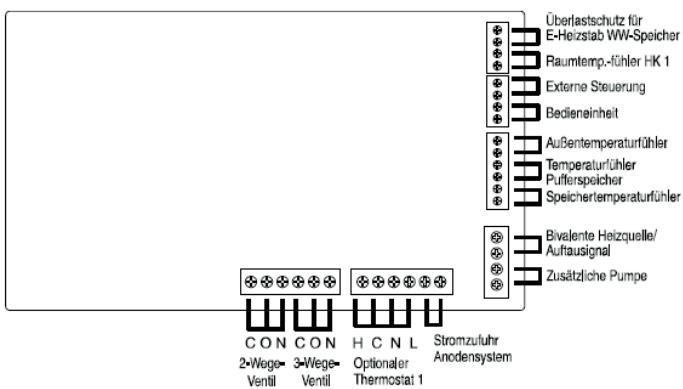 Überlastschutz für
E-Heizstab WW-Speicher
Raumtemp.-fühler HK 1
Externe Steuerung
Bedieneinheit
Außentemperaturfühler
Temperaturfühler
Pufferspeicher
Speichertemperaturfühler
Bivalente Heizquelle/
Auftausignal
Zusätzliche Pumpe
C O N C O N H C N L
2-Wege-
Ventil
3-Wege-
Ventil
Optionaler
Thermostat 1
Stromzufuhr
Anodensystem